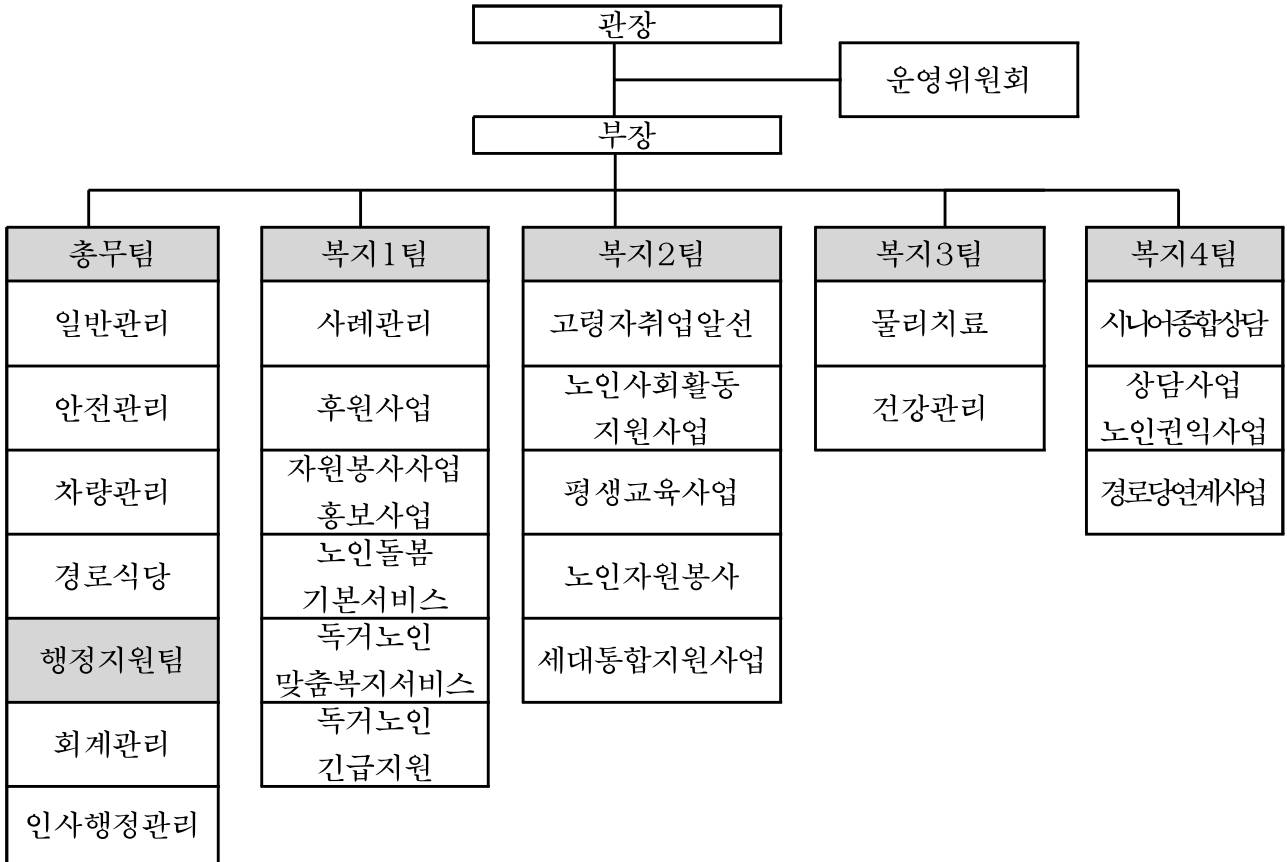 관장
운영위원회
부장
총무팀
일반관리
안전관리
차량관리
경로식당
행정지원팀
회계관리
인사행정관리
복지1팀
사례관리
후원사업
자원봉사사업
홍보사업
노인돌봄
기본서비스
독거노인
맞춤복지서비스
독거노인
긴급지원
복지2팀
고령자취업알선
노인사회활동
지원사업
평생교육사업
노인자원봉사
세대통합지원사업
복지3팀
물리치료
건강관리
복지4팀
시니어종합상담
상담사업
노인권익사업
경로당연계사업